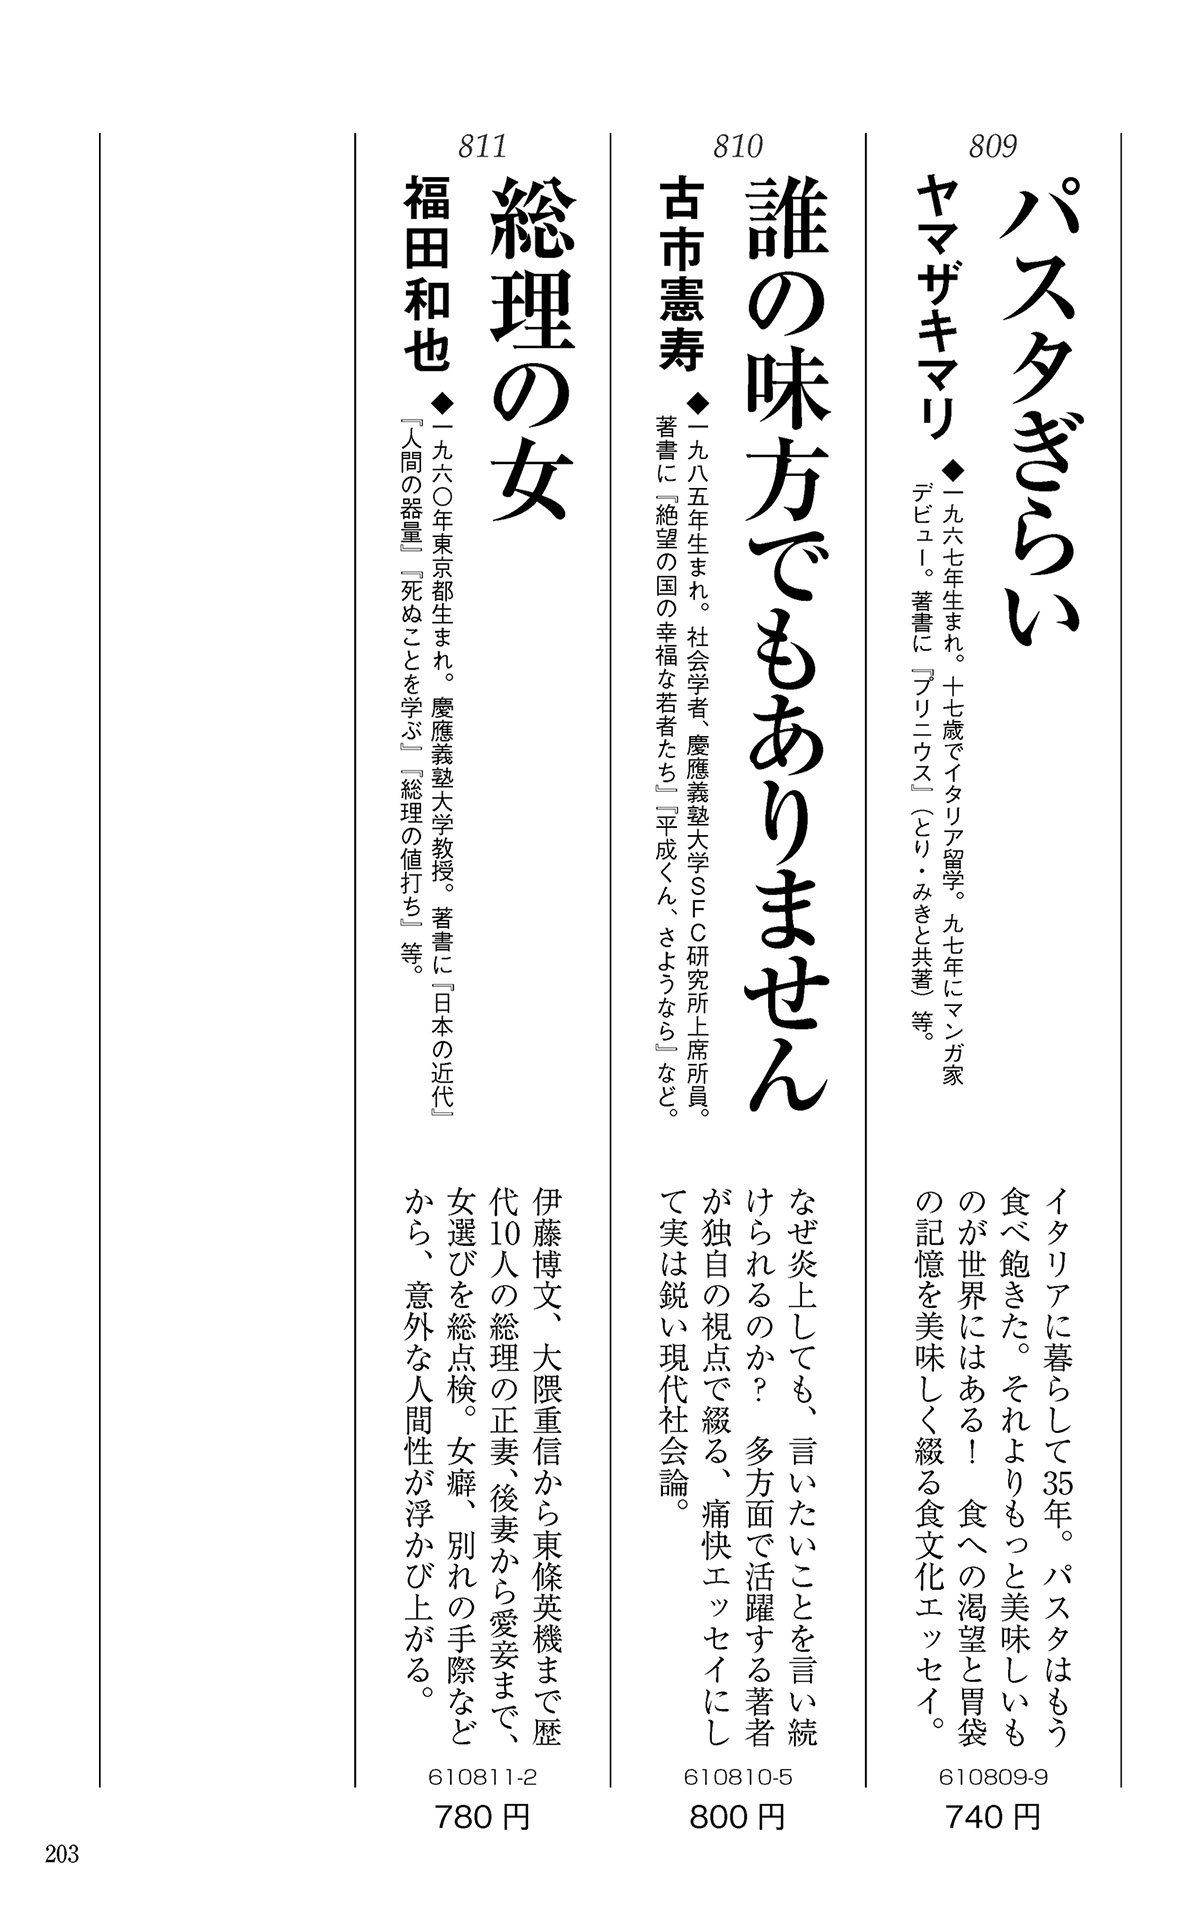 809
パスタぎらい
ヤマザキマリ
◆一九六七年生まれ。十七歳でイタリア留学。九七年にマンガ家
デビュー。著書に『プリニウス』（とり・みきと共著）等。
イタリアに暮らして35年。パスタはもう
食べ飽きた。それよりもっと美味しいも
のが世界にはある！　食への渇望と胃袋
の記憶を美味しく綴る食文化エッセイ。
610809-9
740円
810
誰の味方でもありません
古市憲寿
◆一九八五年生まれ。社会学者、慶應義塾大学ＳＦＣ研究所上席所員。
著書に『絶望の国の幸福な若者たち』『平成くん、さようなら』など。
なぜ炎上しても、言いたいことを言い続
けられるのか？　多方面で活躍する著者
が独自の視点で綴る、痛快エッセイにし
て実は鋭い現代社会論。
610810-5
800円
811
総理の女
福田和也
◆一九六〇年東京都生まれ。慶應義塾大学教授。著書に『日本の近代』
『人間の器量』『死ぬことを学ぶ』『総理の値打ち』等。
伊藤博文、大隈重信から東條英機まで歴
代10人の総理の正妻、後妻から愛妾まで、
女選びを総点検。女癖、別れの手際など
から、意外な人間性が浮かび上がる。
610811-2
780円
203